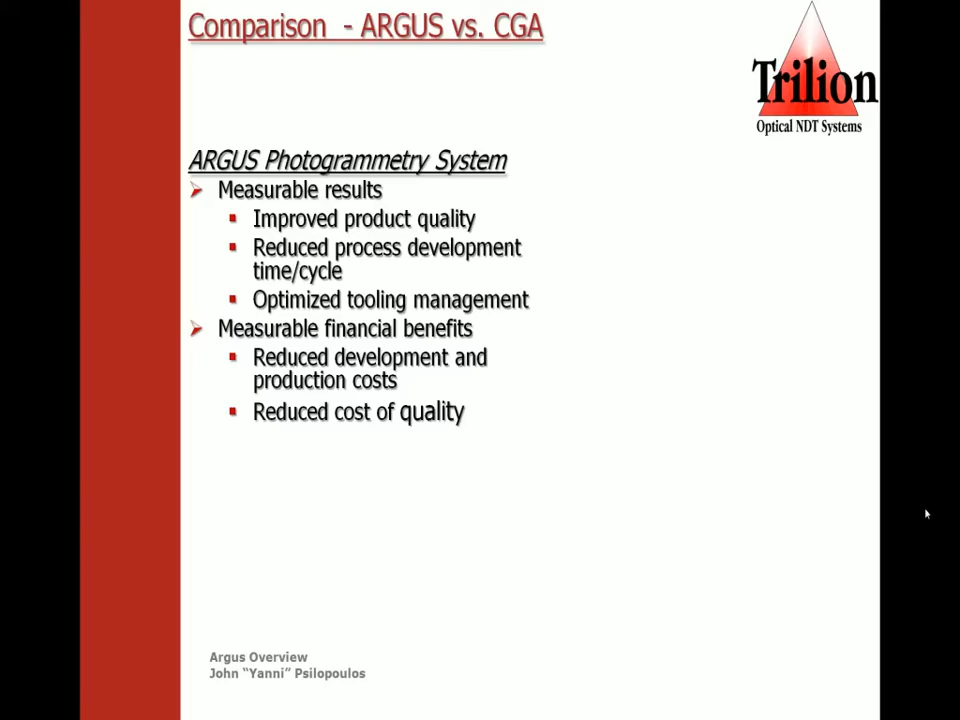 Comparison - ARGUS vs. CGA
Trilion
Optical NDT Systems
ARGUS Photogrammetry System
Measurable results
Improved product quality
Reduced process development
time/cycle
Optimized tooling management
Measurable financial benefits
Reduced development and
production costs
Reduced cost of quality
Argus Overview
John “Yanni” Psilopoulos